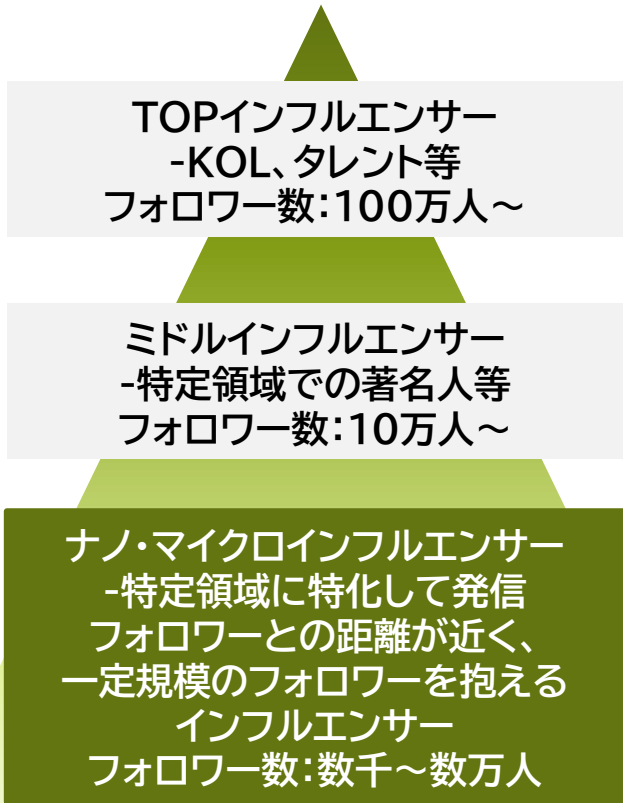 TOPインフルエンサー
-KOL、タレント等
フォロワー数：100万人～
ミドルインフルエンサー
-特定領域での著名人等
フォロワー数：10万人～
ナノ・マイクロインフルエンサー
-特定領域に特化して発信
フォロワーとの距離が近く、
一定規模のフォロワーを抱える
インフルエンサー
フォロワー数：数千～数万人